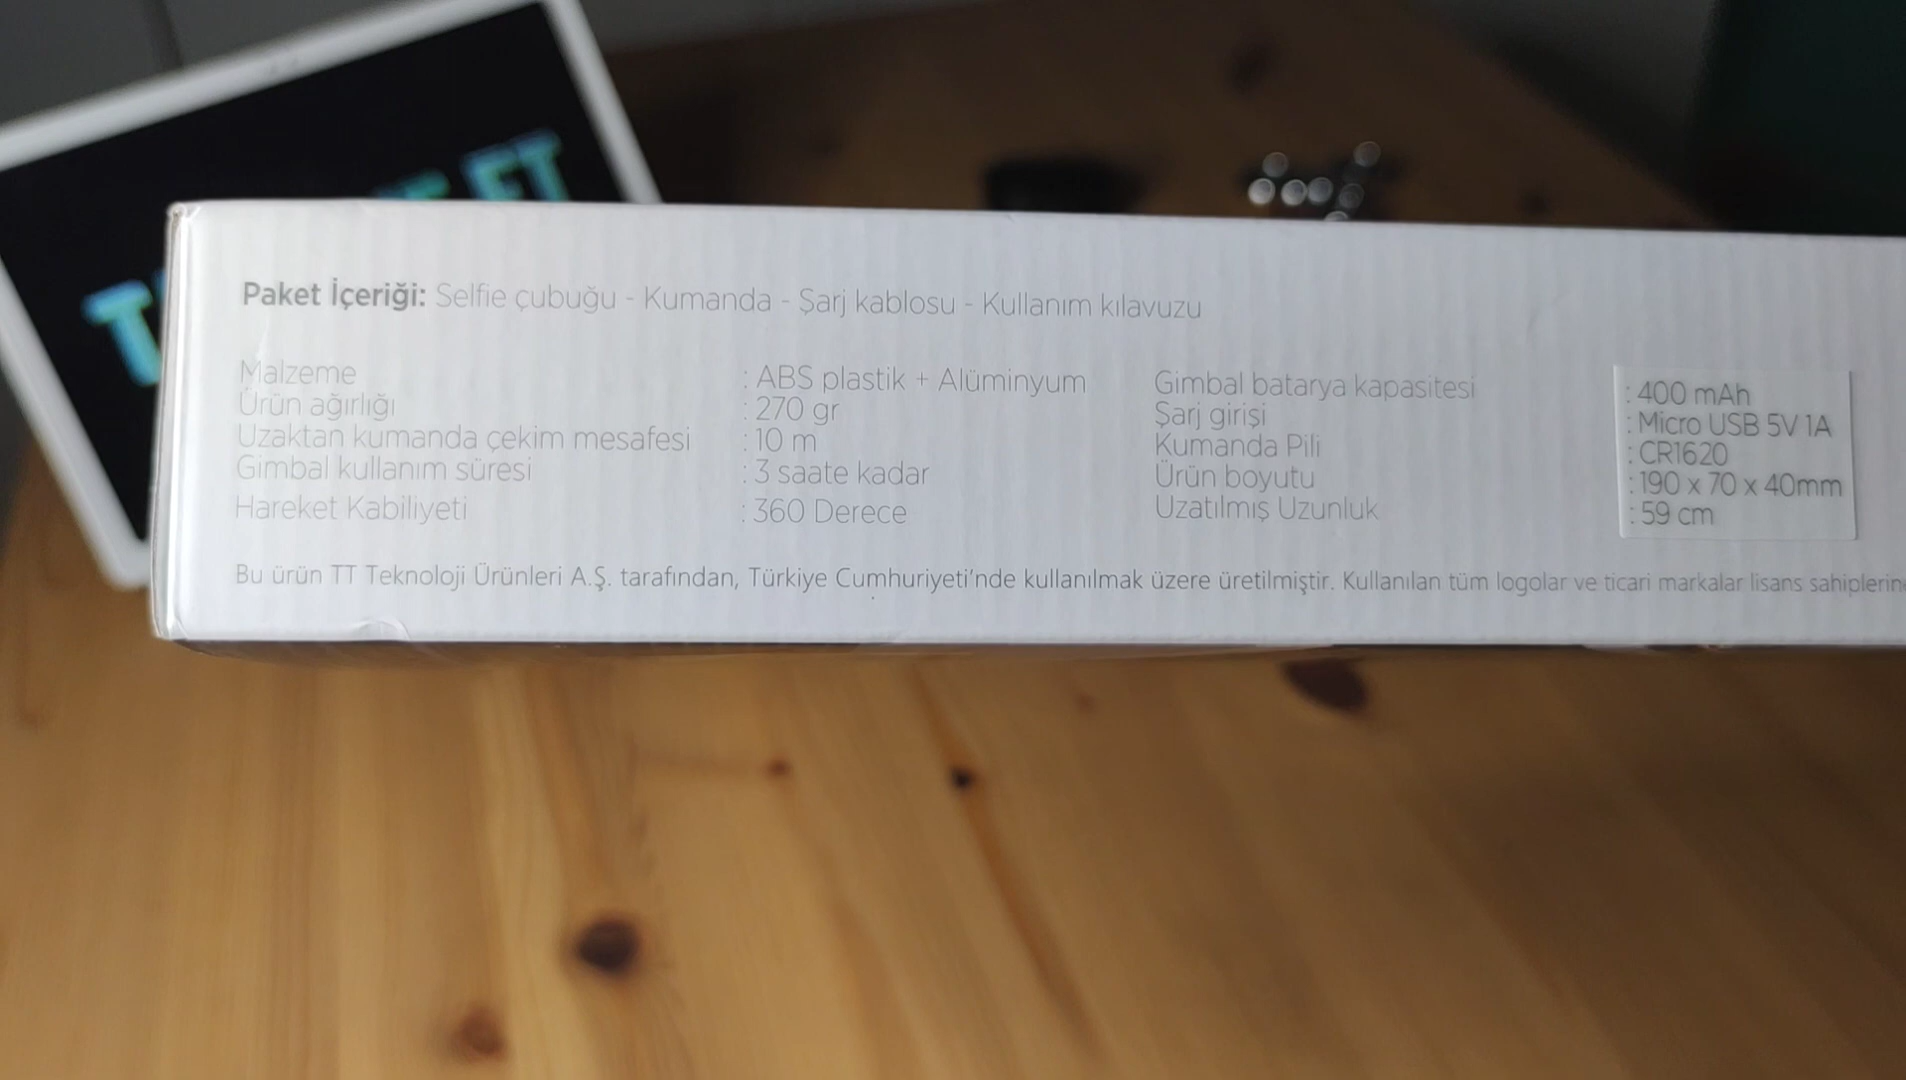 Paket İçeriği: Selfie çubuğu - Kumanda - Şarj kablosu - Kullanım kılavuzu
Malzeme : ABS plastik + Alüminyum
Ürün ağırlığı : 270 gr
Uzaktan kumanda çekim mesafesi : 10 m
Gimbal kullanım süresi : 3 saate kadar
Hareket Kabiliyeti : 360 Derece
Gimbal batarya kapasitesi : 400 mAh
Şarj girişi : Micro USB 5V 1A
Kumanda Pili : CR1620
Ürün boyutu : 190 x 70 x 40mm
Uzatılmış Uzunluk : 59 cm
Bu ürün TT Teknoloji Ürünleri A.Ş. tarafından, Türkiye Cumhuriyeti'nde kullanılmak üzere üretilmiştir. Kullanılan tüm logolar ve ticari markalar lisans